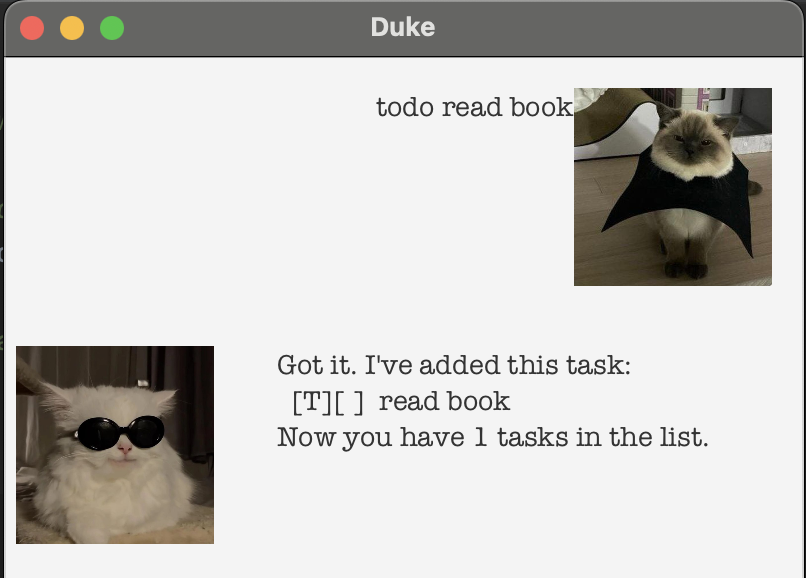 Duke
todo read book
Got it. I've added this task:
[T][ ] read book
Now you have 1 tasks in the list.